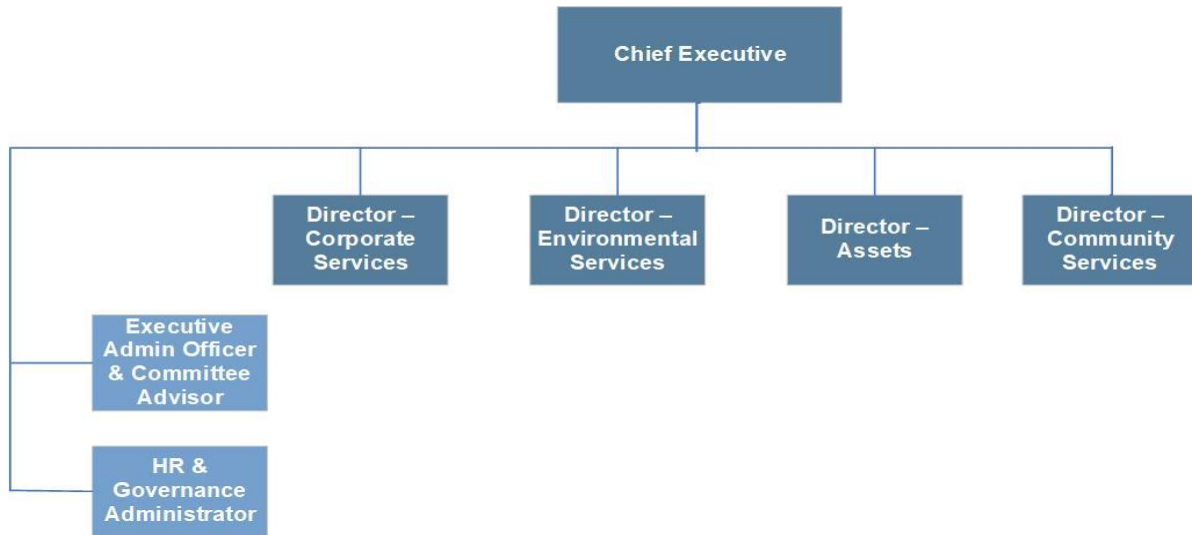 Chief Executive
Director –
Corporate
Services
Director –
Environmental
Services
Director –
Assets
Director –
Community
Services
Executive
Admin Officer
& Committee
Advisor
HR &
Governance
Administrator